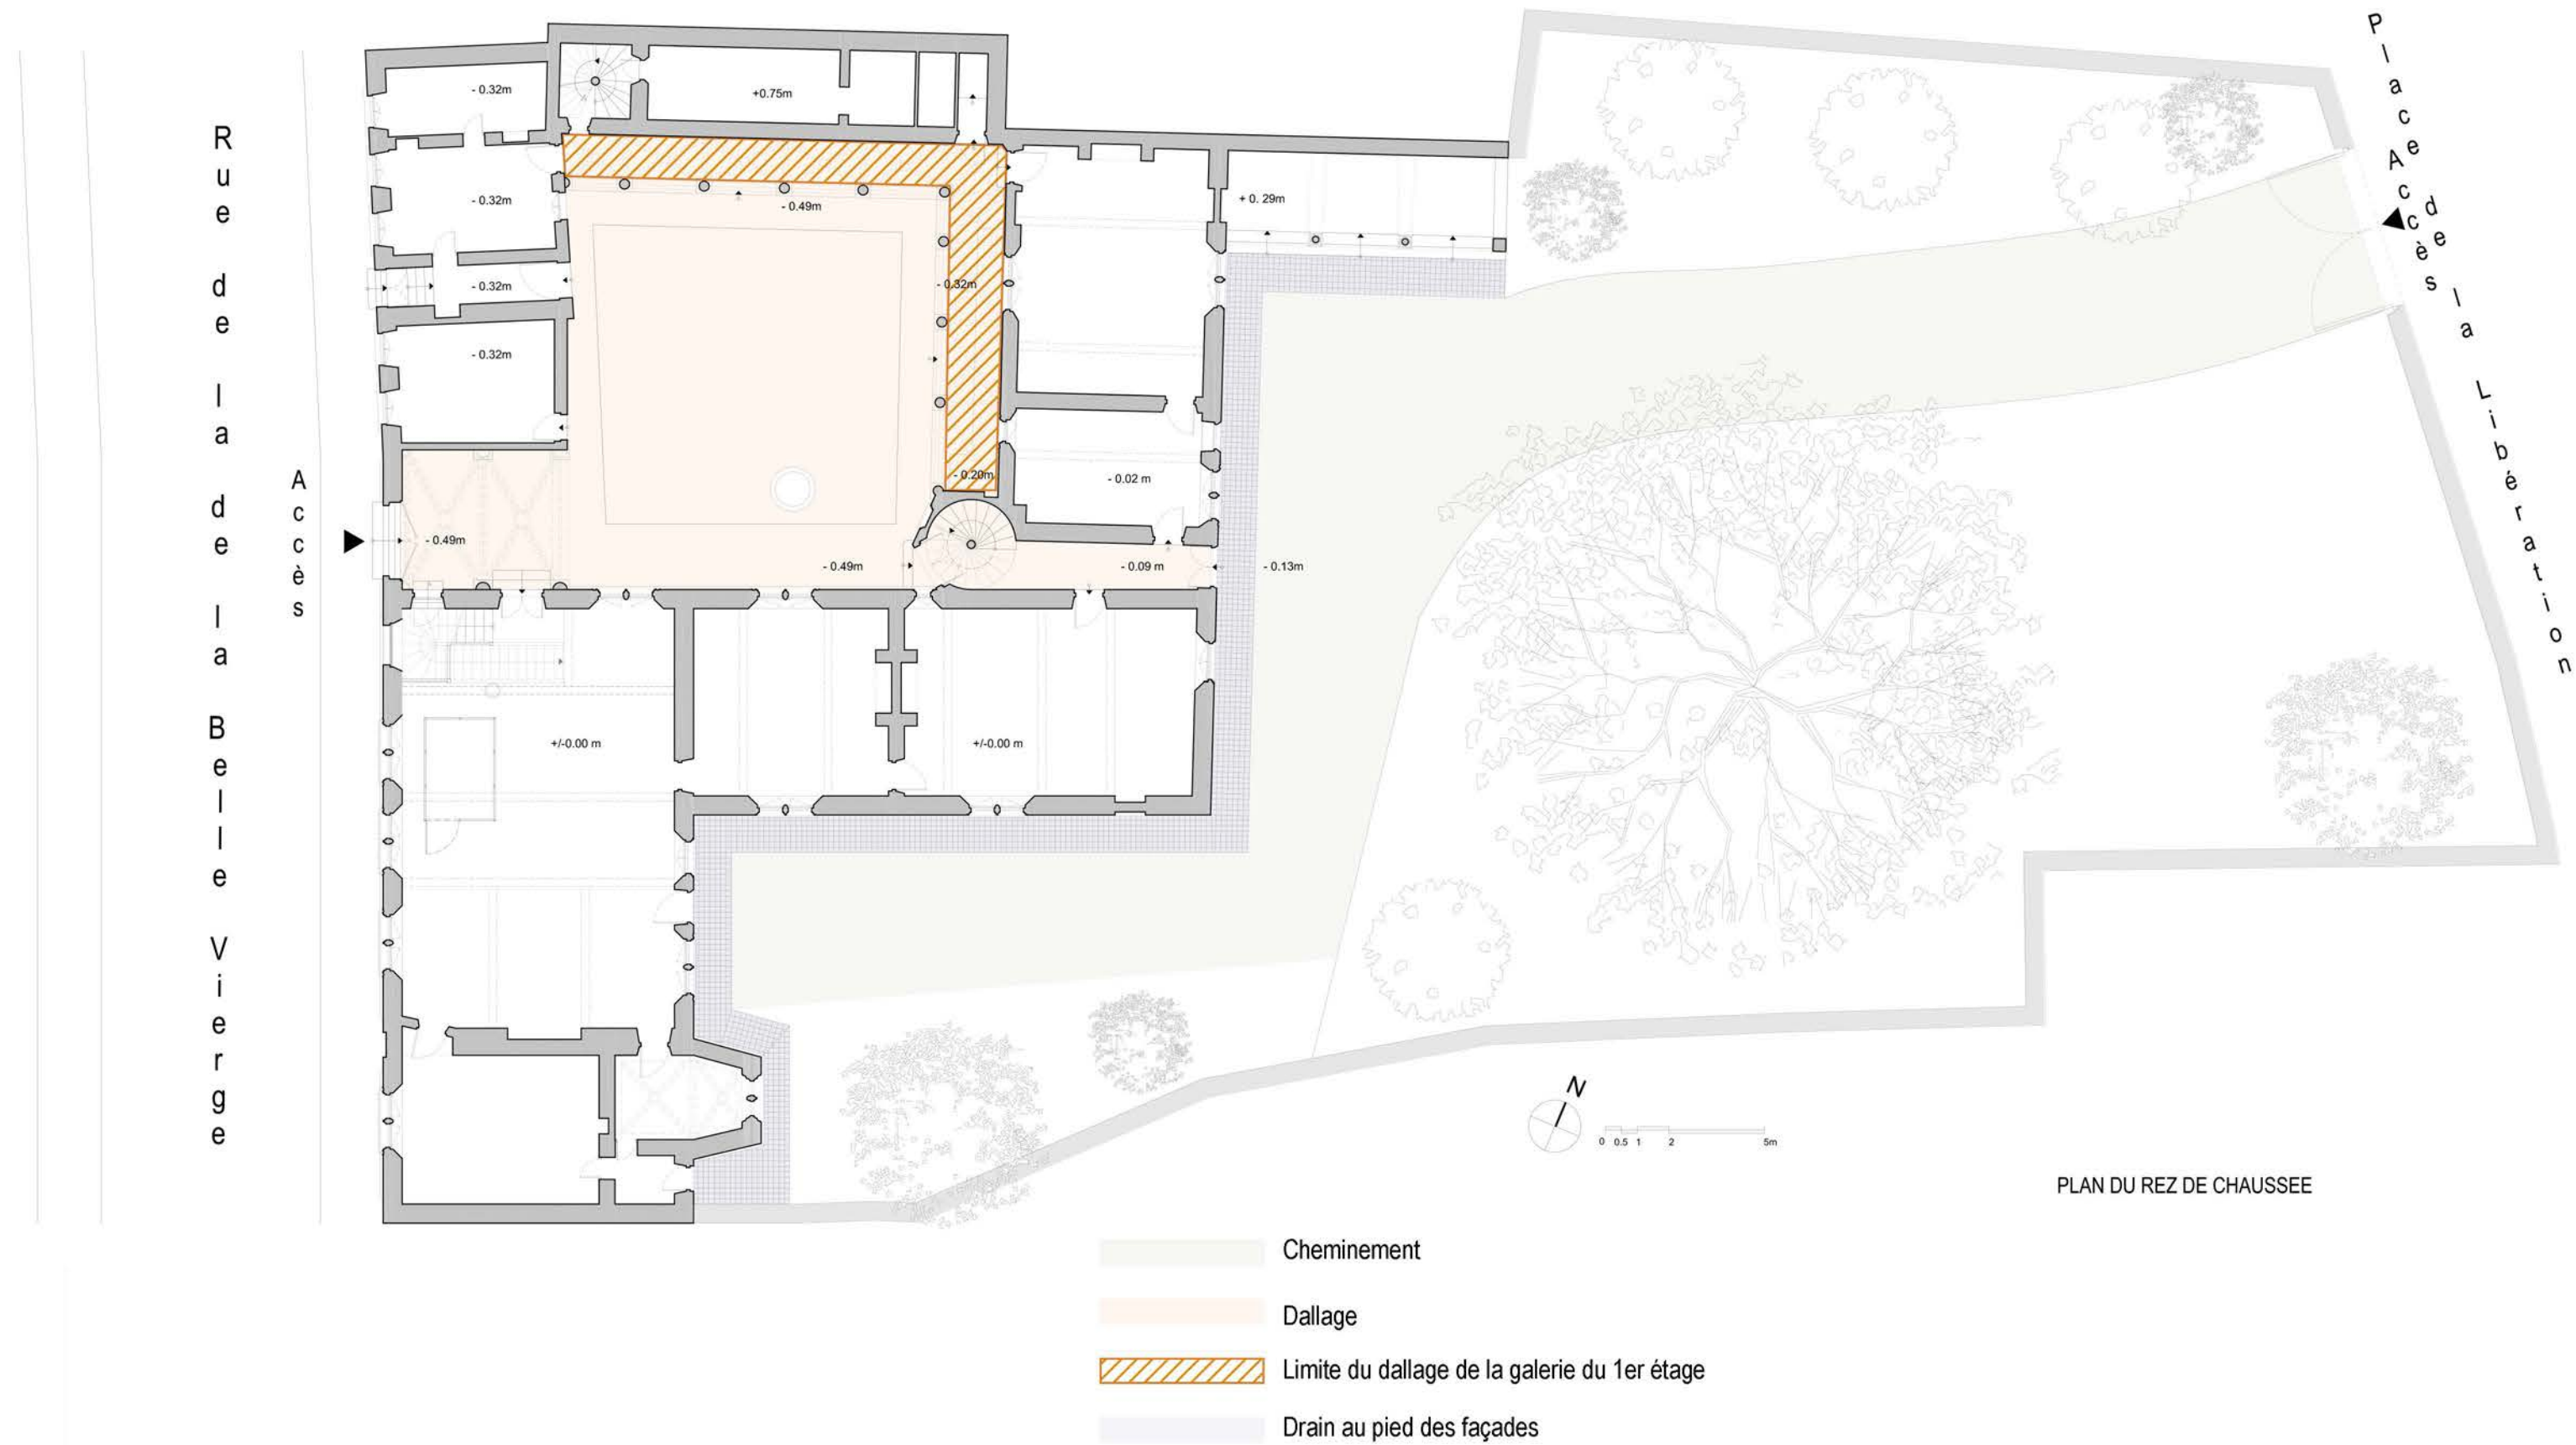 Rue de la de la Belle Vierge
Accès
- 0.32m
+0.75m
- 0.32m
- 0.49m
+ 0. 29m
- 0.32m
- 0.32m
- 0.32m
- 0.20m
- 0.02 m
- 0.49m
- 0.49m
- 0.09 m
- 0.13m
+/-0.00 m
+/-0.00 m
Place de la Libération
Accès
N
0 0.5 1 2 5m
PLAN DU REZ DE CHAUSSEE
Cheminement
Dallage
Limite du dallage de la galerie du 1er étage
Drain au pied des façades